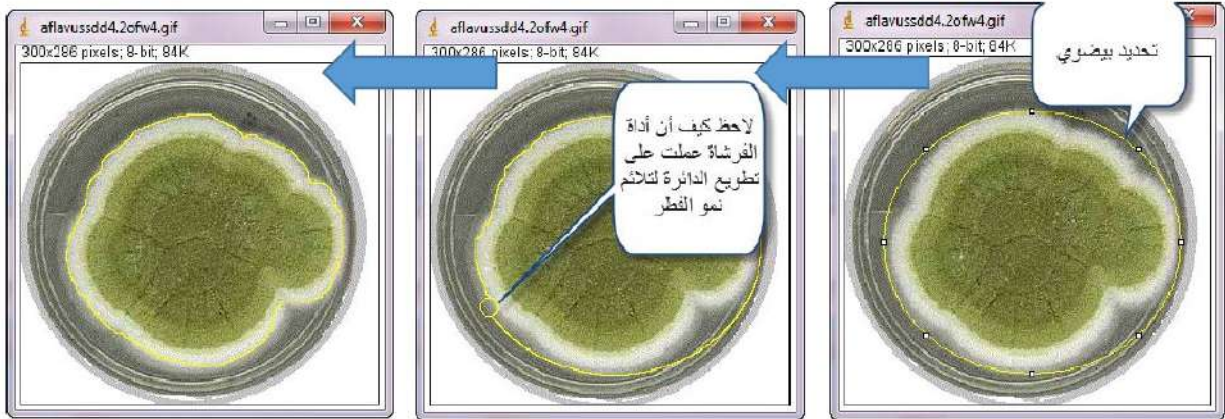 aflavussdd4.2ofw4.gif
300x286 pixels; 8-bit; 84K
aflavussdd4.2ofw4.gif
300x286 pixels; 8-bit; 84K
لاحظ كيف أن أداة
الفرشاة عملت على
تطويع الدائرة لتلائم
نمو الفطر
aflavussdd4.2ofw4.gif
300x286 pixels; 8-bit; 84K
تحديد بيضوي